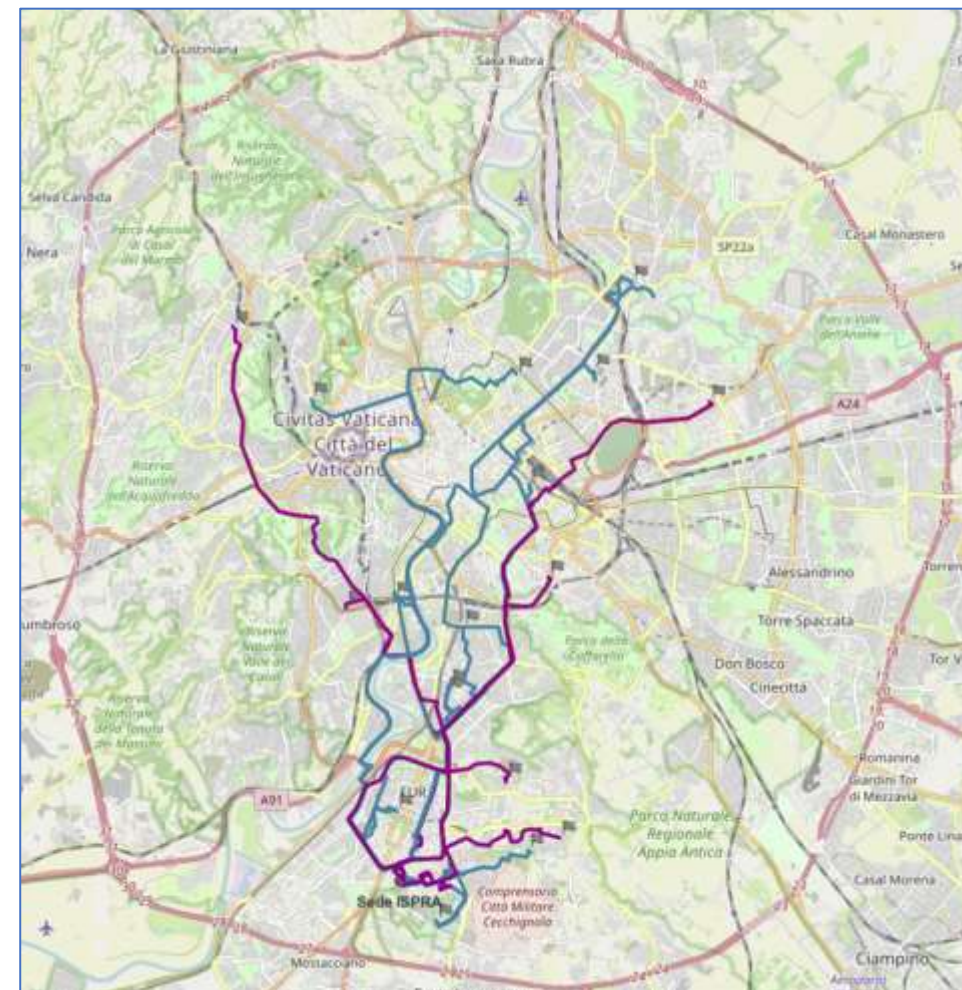 La Giustiniana
Saxa Rubra
10
Riserva
Naturale
dell'Insugherata
Selva Candida
Casal Monastero
Parco Agricolo
di Casal
del Marmo
Nera
SP22a
Parco Valle
dell'Aniene
A24
Civitas Vaticana
Città del
Vaticano
Riserva
Naturale
dell'Acquafredda
Alessandrino
Torre Spaccata
Riserva
Naturale
Valle dei
Casali
Parco della
Caffarella
Don Bosco
Cinecittà
Riserva
Naturale
della Tenuta
dei Massimi
Romanina
Giardini Tor
di Mezzavia
A91
EUR
Parco Naturale
Regionale
Appia Antica
Ponte Lina
Casal Morena
Comprensorio
Città Militare
Cecchignola
Sede ISPRA
Mostacciano
Ciampino